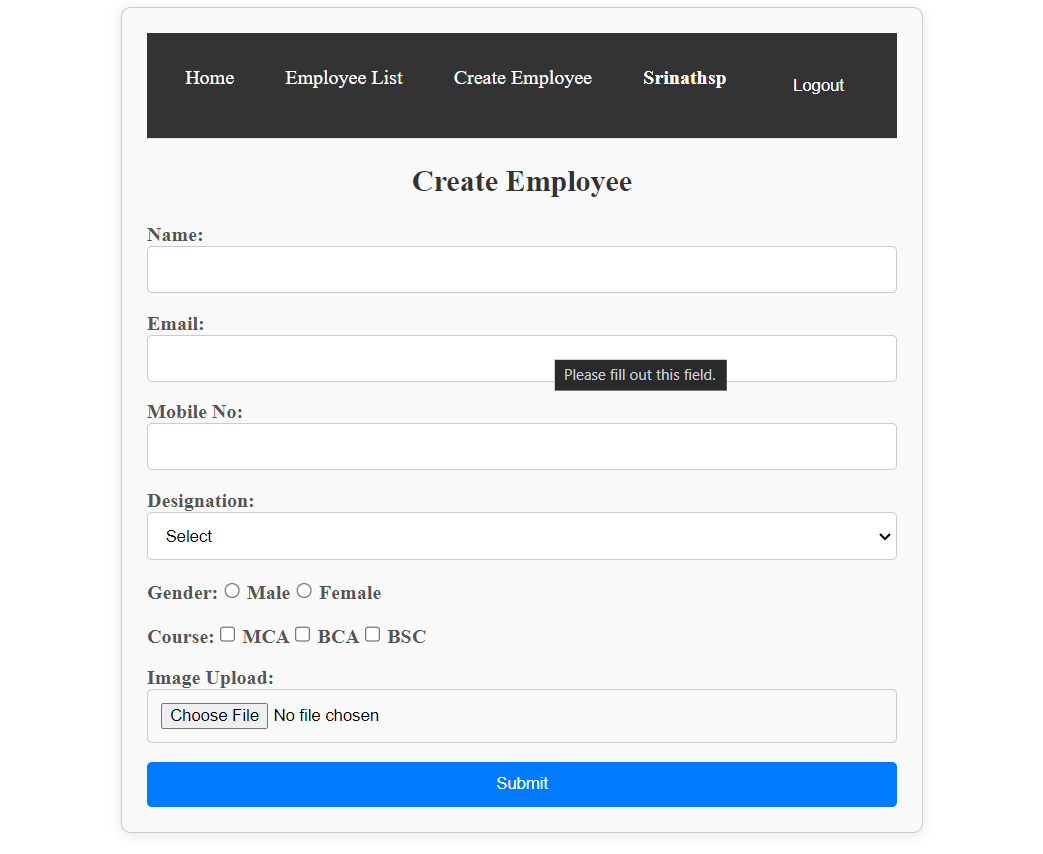 Home Employee List Create Employee Srinathsp Logout
Create Employee
Name:
Email:
Please fill out this field.
Mobile No:
Designation:
Select
Gender: Male Female
Course: MCA BCA BSC
Image Upload:
Choose File No file chosen
Submit